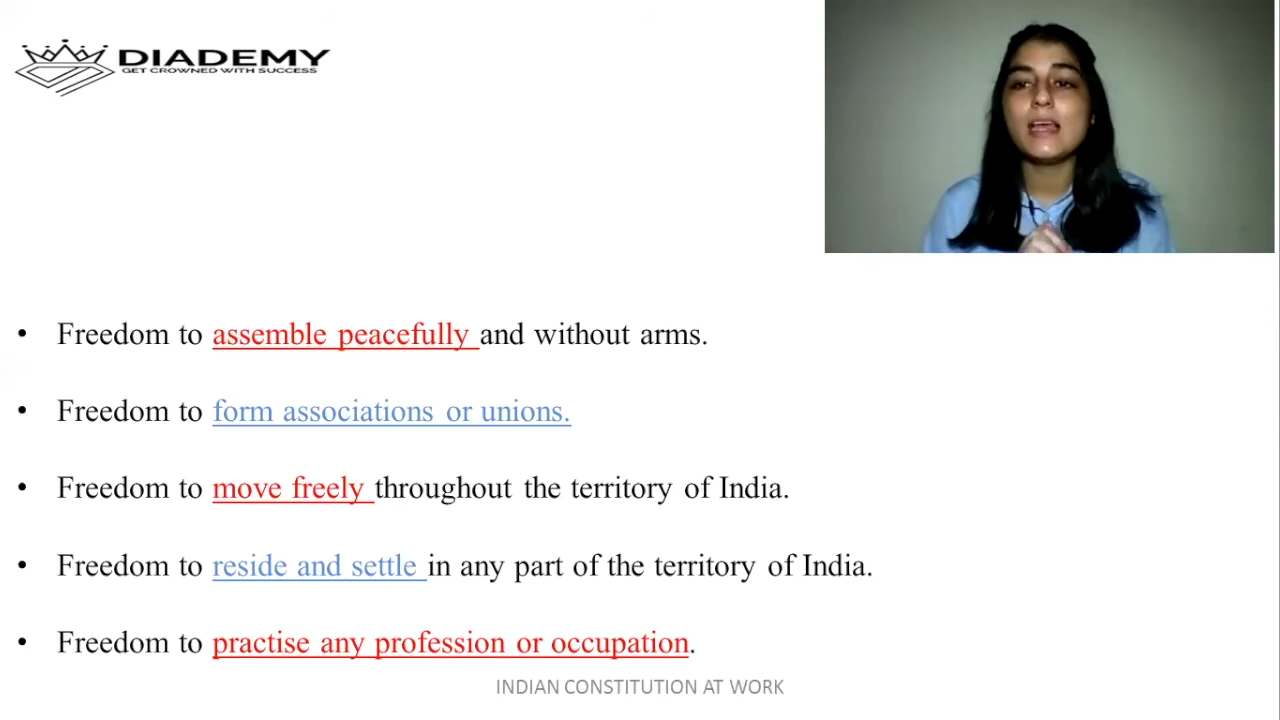 DIADEMY
GET CROWNED WITH SUCCESS
• Freedom to assemble peacefully and without arms.
• Freedom to form associations or unions.
• Freedom to move freely throughout the territory of India.
• Freedom to reside and settle in any part of the territory of India.
• Freedom to practise any profession or occupation.
INDIAN CONSTITUTION AT WORK